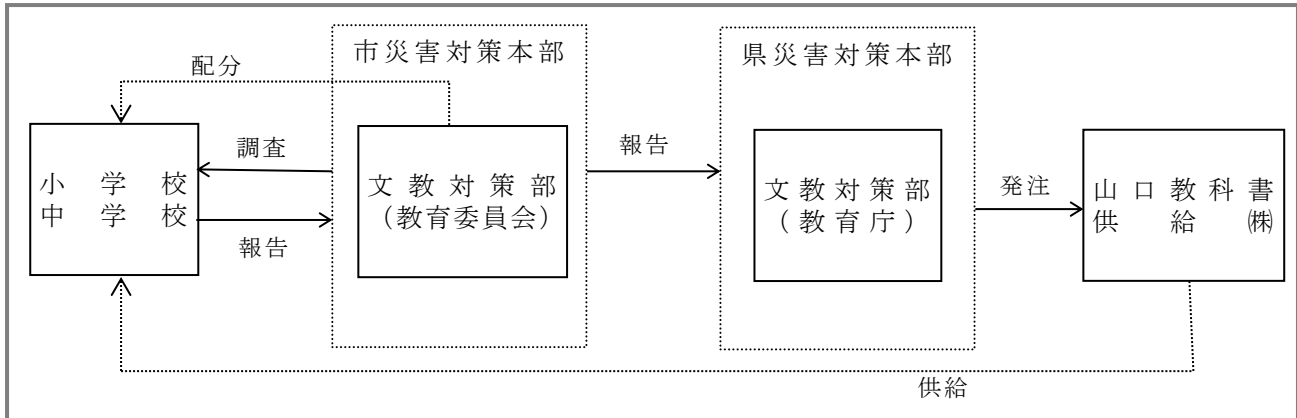 市災害対策本部
県災害対策本部
配分
調査
報告
小学校
中学校
報告
文教対策部
(教育委員会)
文教対策部
(教育庁)
発注
山口教科書
供給㈱
供給